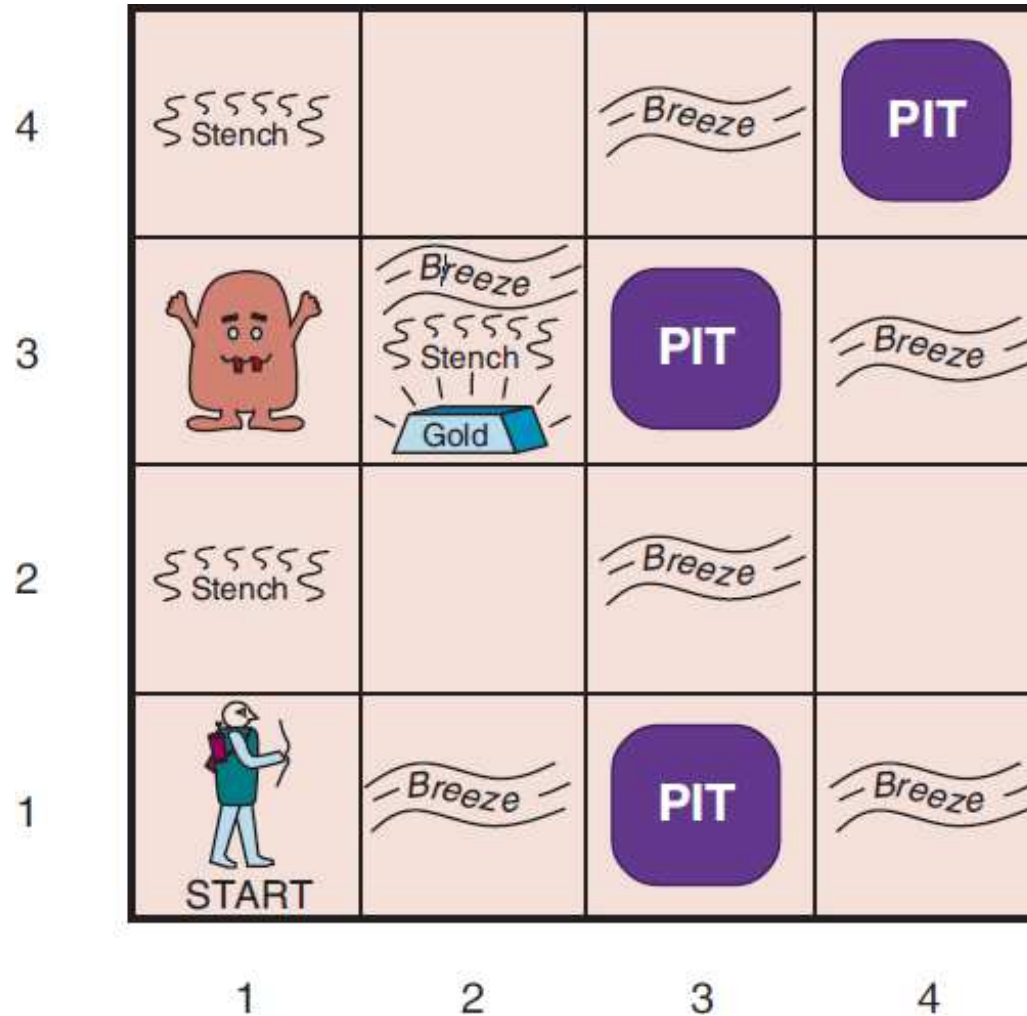 4
Stench
Breeze
PIT
3
Breeze
Stench
Gold
PIT
Breeze
2
Stench
Breeze
1
START
Breeze
PIT
Breeze
1 2 3 4